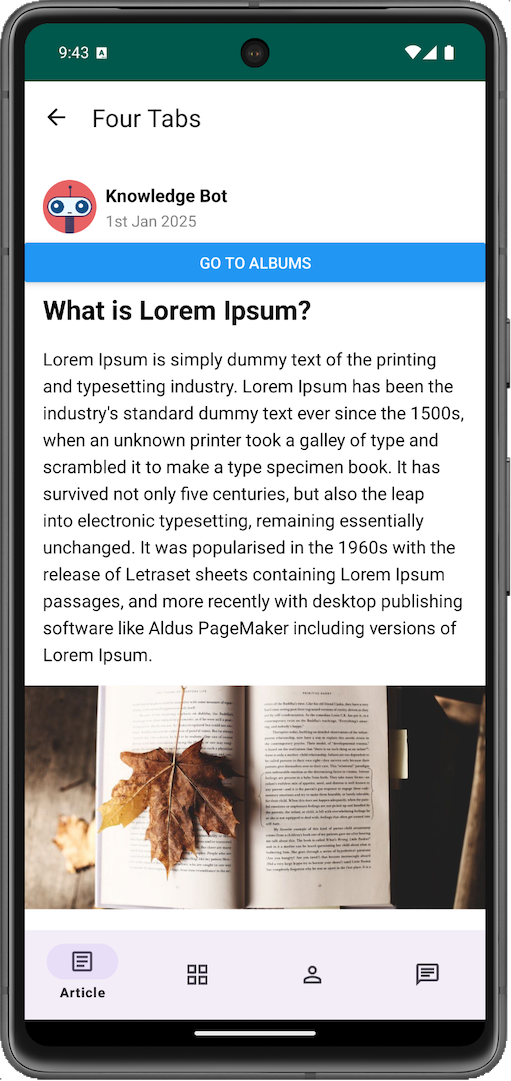 9:43 A
Four Tabs
Knowledge Bot
1st Jan 2025
GO TO ALBUMS
What is Lorem Ipsum?
Lorem Ipsum is simply dummy text of the printing
and typesetting industry. Lorem Ipsum has been the
industry's standard dummy text ever since the 1500s,
when an unknown printer took a galley of type and
scrambled it to make a type specimen book. It has
survived not only five centuries, but also the leap
into electronic typesetting, remaining essentially
unchanged. It was popularised in the 1960s with the
release of Letraset sheets containing Lorem Ipsum
passages, and more recently with desktop publishing
software like Aldus PageMaker including versions of
Lorem Ipsum.
Article